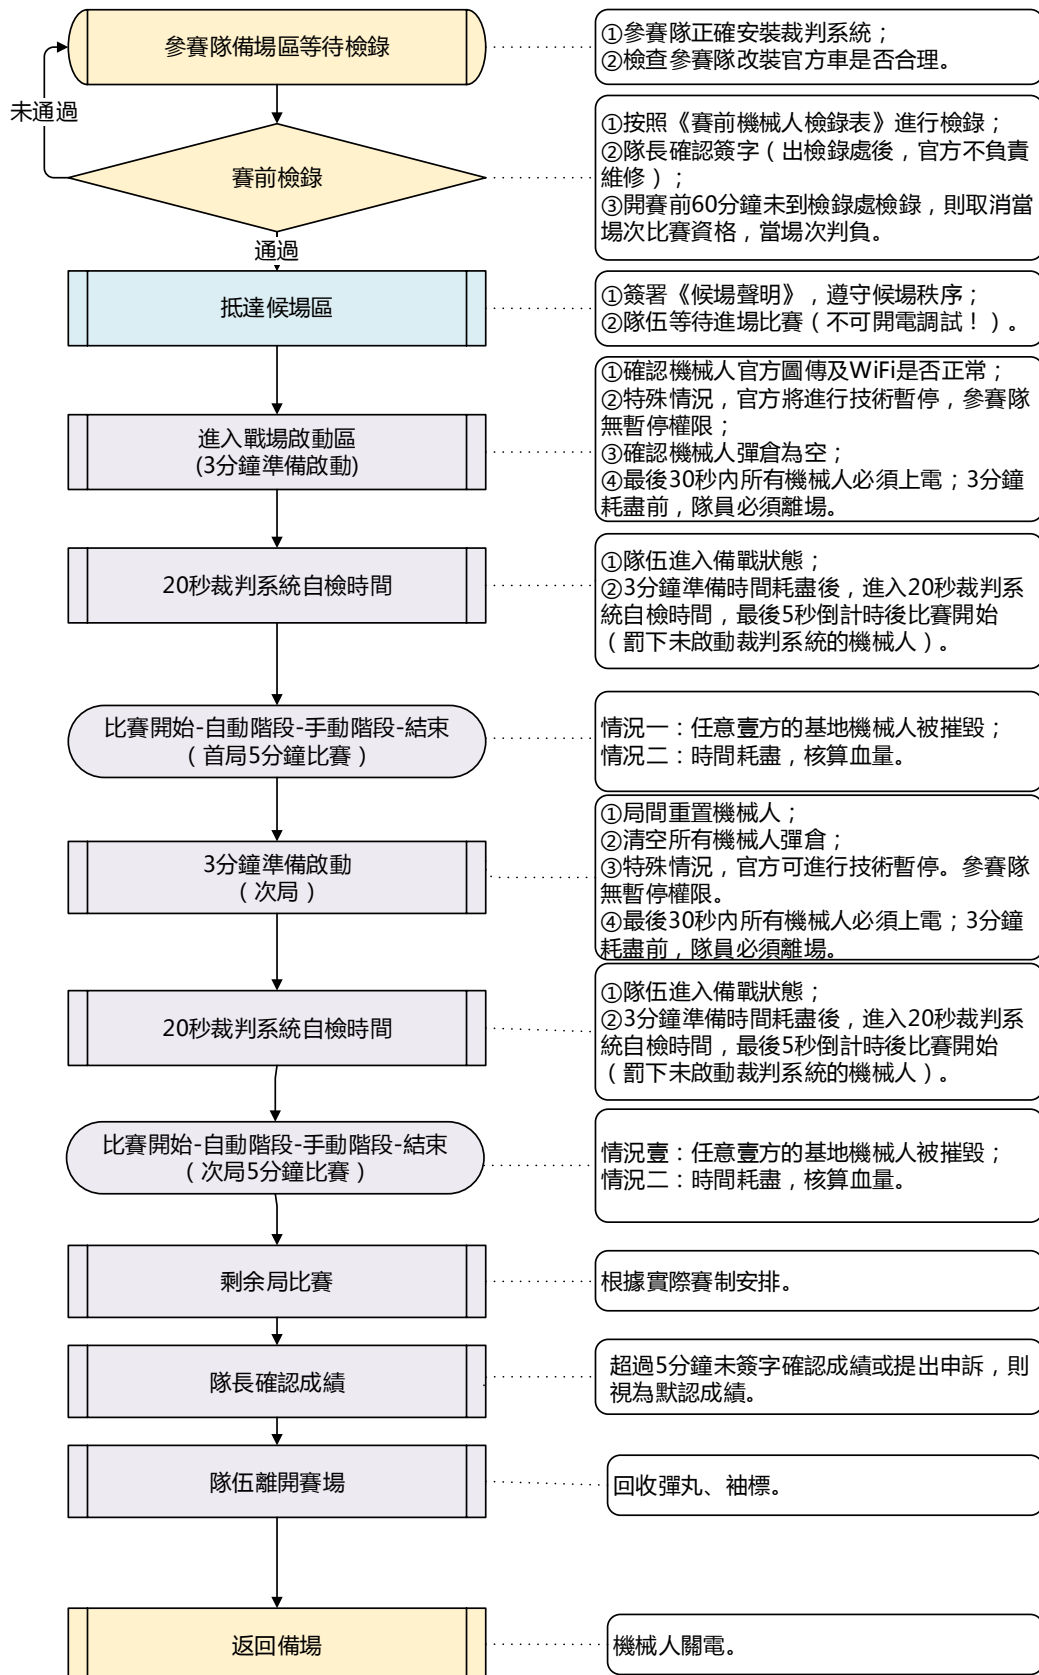 參賽隊備場區等待檢錄
①參賽隊正確安裝裁判系統；
②檢查參賽隊改裝官方車是否合理。
未通過
賽前檢錄
①按照《賽前機械人檢錄表》進行檢錄；
②隊長確認簽字（出檢錄處後，官方不負責
維修）；
③開賽前60分鐘未到檢錄處檢錄，則取消當
場次比賽資格，當場次判負。
通過
抵達候場區
①簽署《候場聲明》，遵守候場秩序；
②隊伍等待進場比賽（不可開電調試！）。
進入戰場啟動區
(3分鐘準備啟動)
①確認機械人官方圖傳及WiFi是否正常；
②特殊情況，官方將進行技術暫停，參賽隊
無暫停權限；
③確認機械人彈倉為空；
④最後30秒內所有機械人必須上電；3分鐘
耗盡前，隊員必須離場。
20秒裁判系統自檢時間
①隊伍進入備戰狀態；
②3分鐘準備時間耗盡後，進入20秒裁判系
統自檢時間，最後5秒倒計時後比賽開始
（罰下未啟動裁判系統的機械人）。
比賽開始-自動階段-手動階段-結束
（首局5分鐘比賽）
情況一：任意壹方的基地機械人被摧毀；
情況二：時間耗盡，核算血量。
3分鐘準備啟動
（次局）
①局間重置機械人；
②清空所有機械人彈倉；
③特殊情況，官方可進行技術暫停。參賽隊
無暫停權限。
④最後30秒內所有機械人必須上電；3分鐘
耗盡前，隊員必須離場。
20秒裁判系統自檢時間
①隊伍進入備戰狀態；
②3分鐘準備時間耗盡後，進入20秒裁判系
統自檢時間，最後5秒倒計時後比賽開始
（罰下未啟動裁判系統的機械人）。
比賽開始-自動階段-手動階段-結束
（次局5分鐘比賽）
情況壹：任意壹方的基地機械人被摧毀；
情況二：時間耗盡，核算血量。
剩余局比賽
根據實際賽制安排。
隊長確認成績
超過5分鐘未簽字確認成績或提出申訴，則
視為默認成績。
隊伍離開賽場
回收彈丸、袖標。
返回備場
機械人關電。